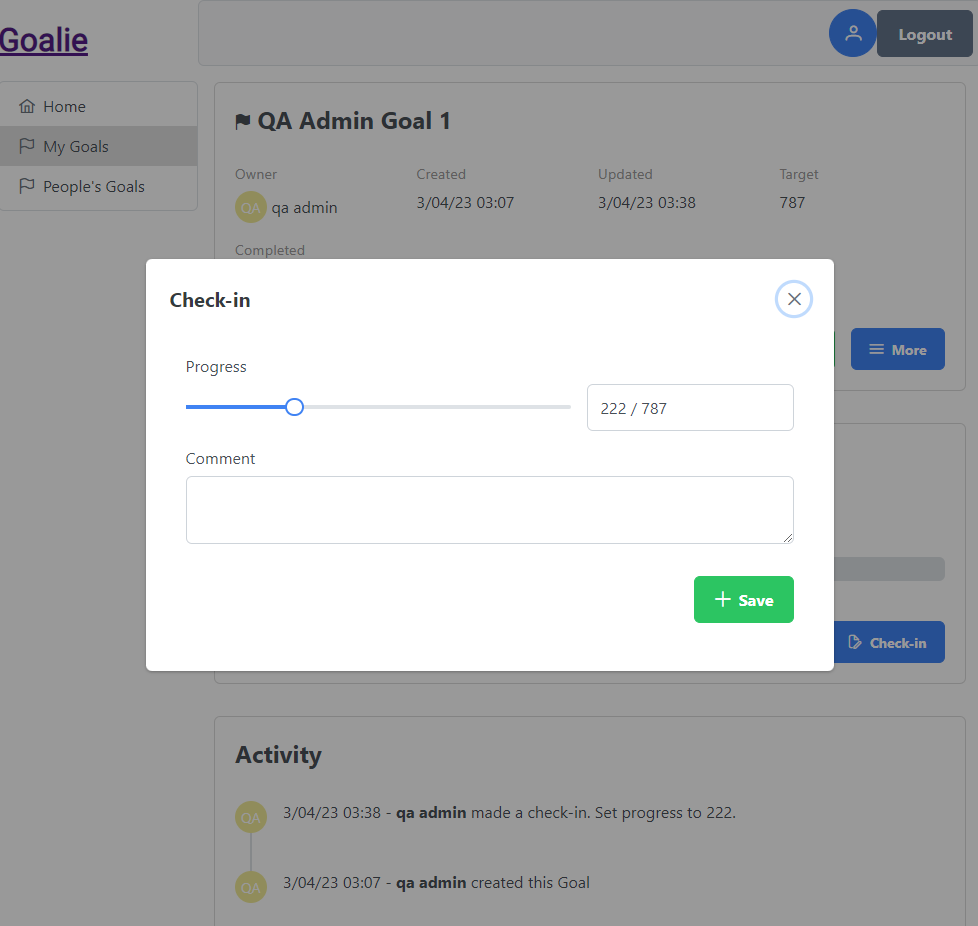 Goalie
Logout
Home
My Goals
People's Goals
QA Admin Goal 1
Owner Created Updated Target
QA qa admin 3/04/23 03:07 3/04/23 03:38 787
Completed
More
Check-in
Progress
222 / 787
Comment
Save
Check-in
Activity
QA 3/04/23 03:38 - qa admin made a check-in. Set progress to 222.
QA 3/04/23 03:07 - qa admin created this Goal